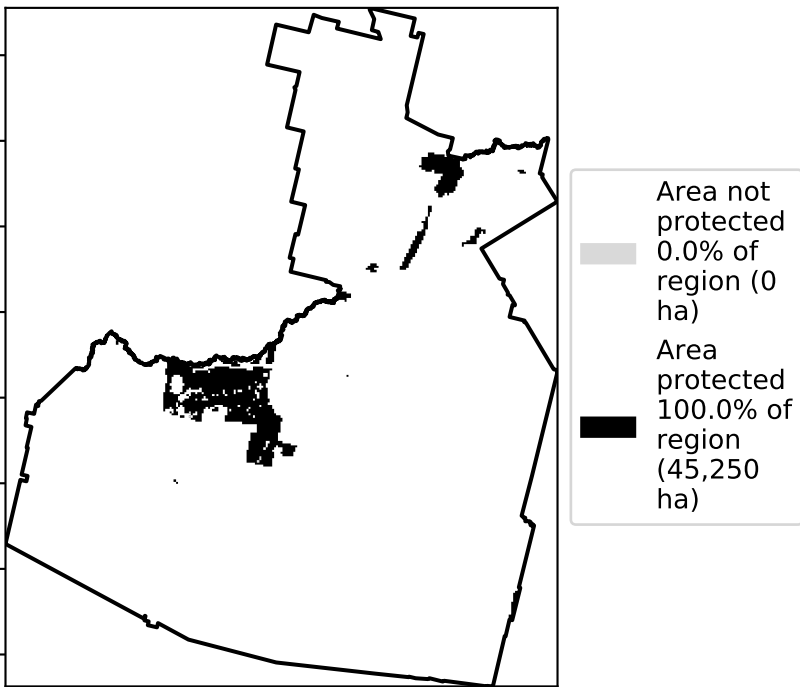 Area not
protected
0.0% of
region (0
ha)
Area
protected
100.0% of
region
(45,250
ha)